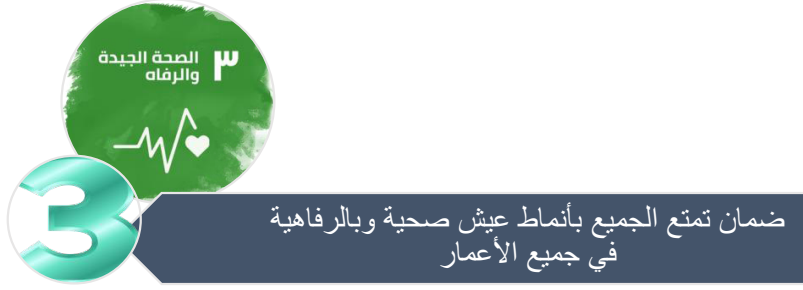 ٣ الصحة الجيدة
والرفاه
3
ضمان تمتع الجميع بأنماط عيش صحية وبالرفاهية
في جميع الأعمار